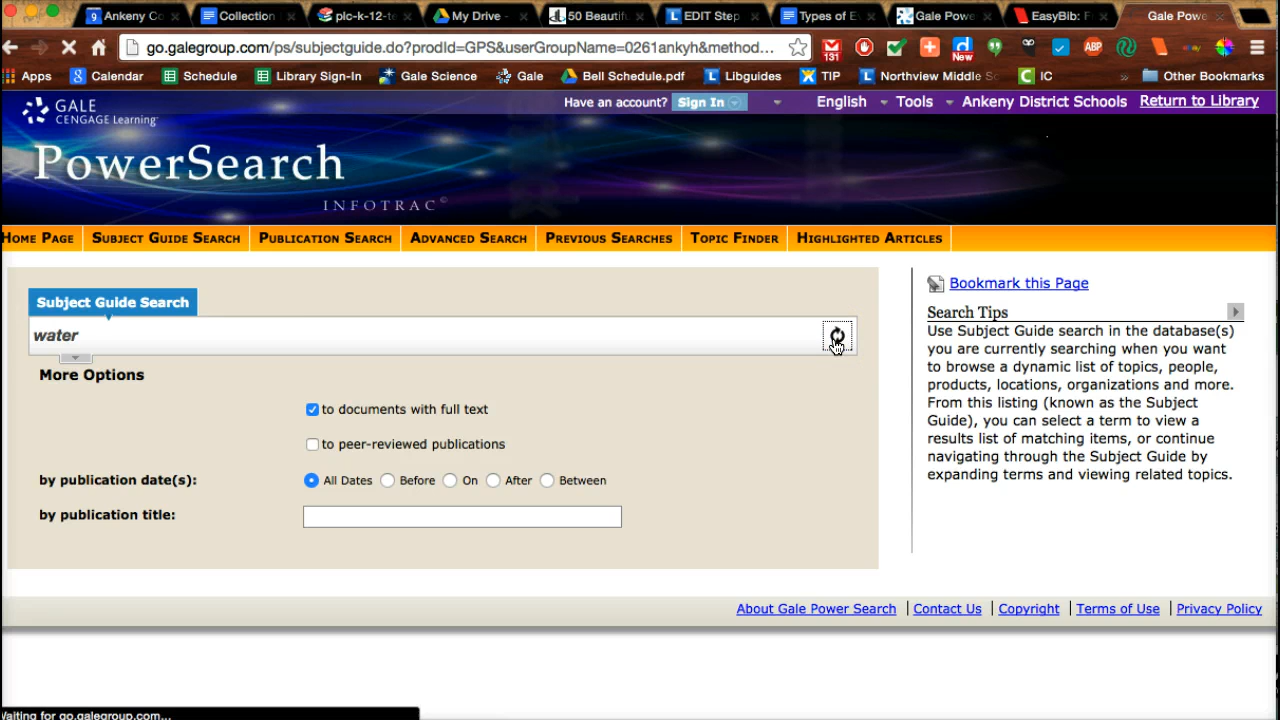 Ankeny Co
Collection
plc-k-12-te
My Drive -
50 Beautif
EDIT Step
Types of E
Gale Powe
EasyBib: F
Gale Powe
go.galegroup.com/ps/subjectguide.do?prodId=GPS&userGroupName=0261ankyh&method...
131
ABP
New
Apps
9 Calendar
Schedule
Library Sign-In
Gale Science
Gale
Bell Schedule.pdf
Libguides
TIP
Northview Middle Sc
IC
»
Other Bookmarks
GALE
CENGAGE Learning
Have an account? Sign In
English
Tools
Ankeny District Schools
Return to Library
PowerSearch
INFOTRAC©
Home Page
Subject Guide Search
Publication Search
Advanced Search
Previous Searches
Topic Finder
Highlighted Articles
Subject Guide Search
water
More Options
to documents with full text
to peer-reviewed publications
by publication date(s):
All Dates
Before
On
After
Between
by publication title:
Bookmark this Page
Search Tips
Use Subject Guide search in the database(s)
you are currently searching when you want
to browse a dynamic list of topics, people,
products, locations, organizations and more.
From this listing (known as the Subject
Guide), you can select a term to view a
results list of matching items, or continue
navigating through the Subject Guide by
expanding terms and viewing related topics.
About Gale Power Search | Contact Us | Copyright | Terms of Use | Privacy Policy
Waiting for go.galegroup.com...